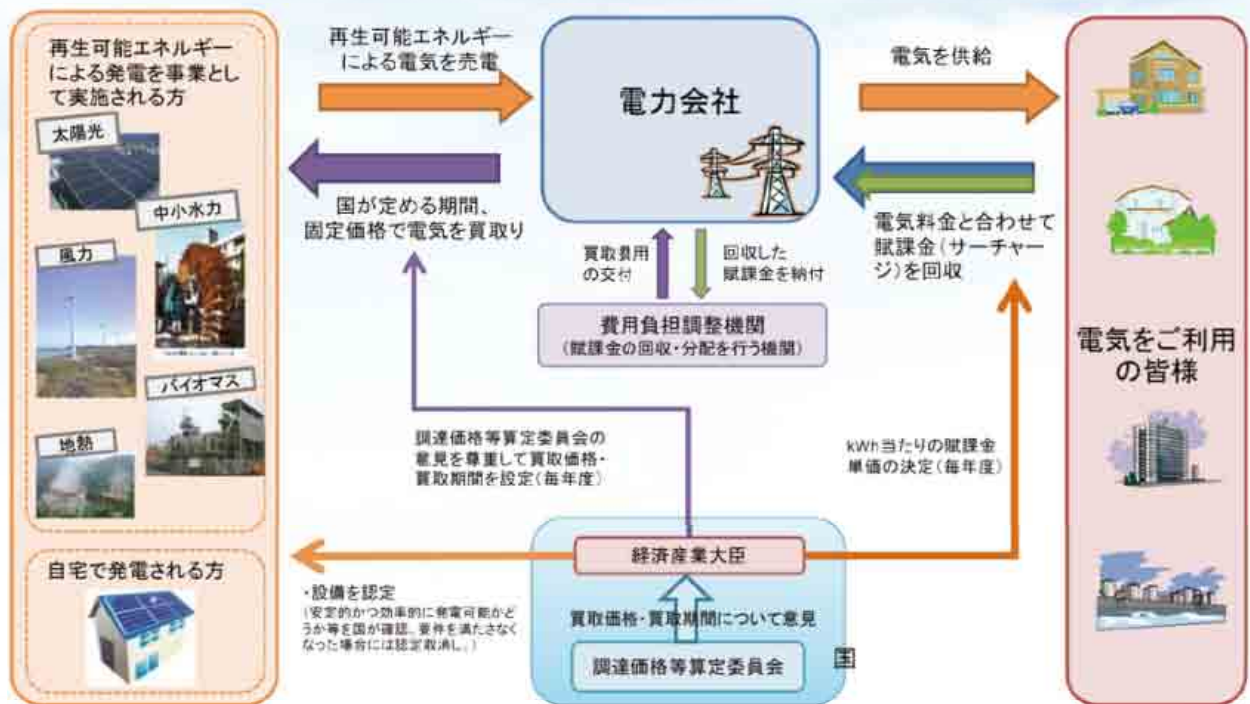 再生可能エネルギー
による発電を事業とし
て実施される方
太陽光
中小水力
風力
バイオマス
地熱
自宅で発電される方
再生可能エネルギー
による電気を売電
国が定める期間、
固定価格で電気を買取り
電力会社
買取費用
の交付
回収した
賦課金を納付
費用負担調整機関
(賦課金の回収・分配を行う機関)
電気を供給
電気料金と合わせて
賦課金(サーチャー
ジ)を回収
電気をご利用
の皆様
調達価格等算定委員会の
意見を尊重して買取価格・
買取期間を設定(毎年度)
kWh当たりの賦課金
単価の決定(毎年度)
・設備を認定
(安定的かつ効率的に発電可能かど
うか等を国が確認、要件を満たさなく
なった場合には認定取消し。)
経済産業大臣
買取価格・買取期間について意見
調達価格等算定委員会
国